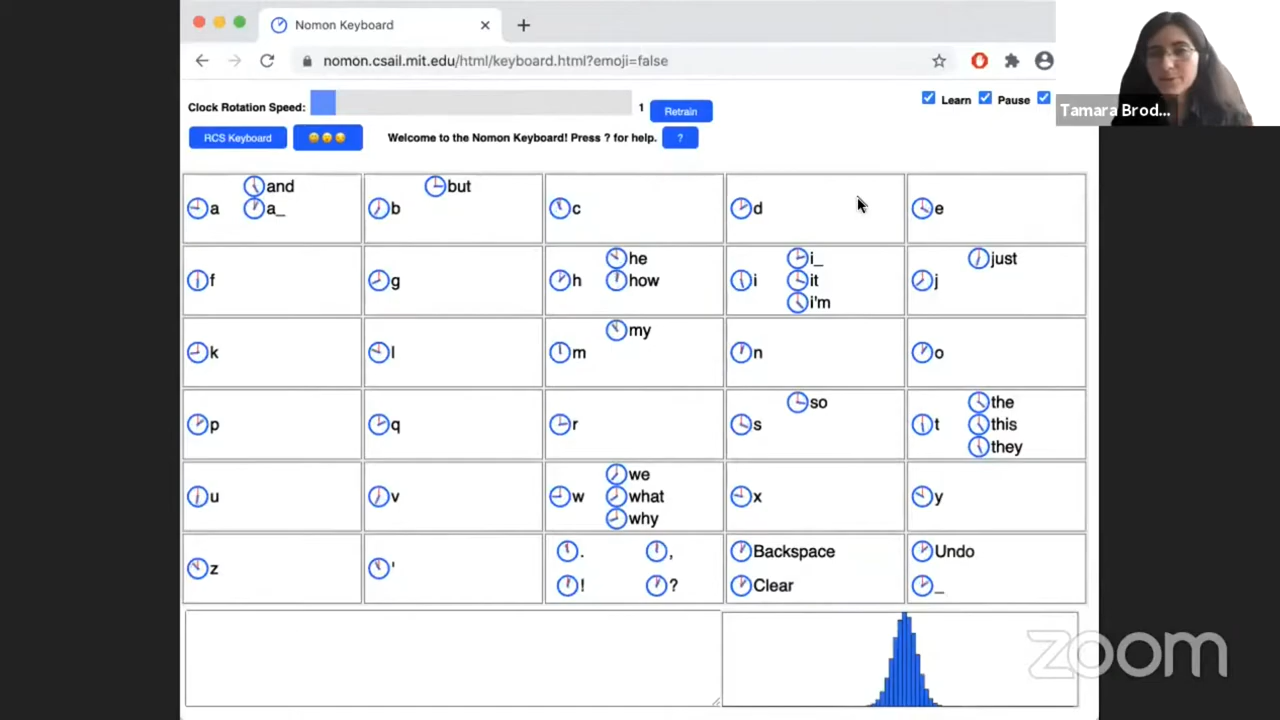 Nomon Keyboard
nomon.csail.mit.edu/html/keyboard.html?emoji=false
Clock Rotation Speed: 1 Retrain Learn Pause
RCS Keyboard Welcome to the Nomon Keyboard! Press ? for help. ?
Tamara Brod...
a and a_
b but
c
d
e
f
g
h he how
i i_ it i'm
j just
k
l
m my
n
o
p
q
r
s so
t the this they
u
v
w we what why
x
y
z
'
. ,
! ?
Backspace
Clear
Undo
_
zoom